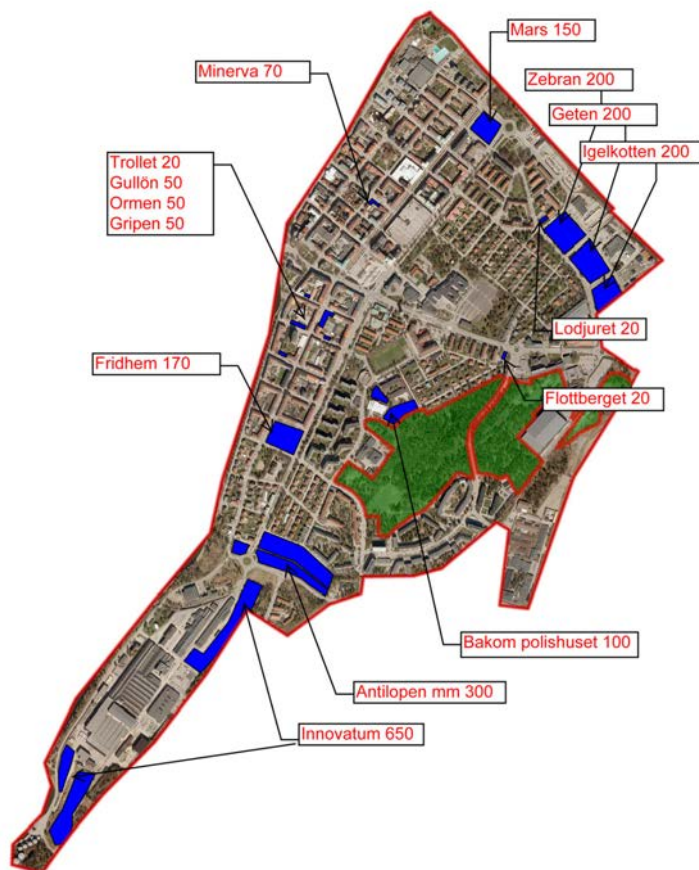 Mars 150
Minerva 70
Zebran 200
Geten 200
Igelkotten 200
Trollet 20
Gullön 50
Ormen 50
Gripen 50
Lodjuret 20
Fridhem 170
Flottberget 20
Bakom polishuset 100
Antilopen mm 300
Innovatum 650